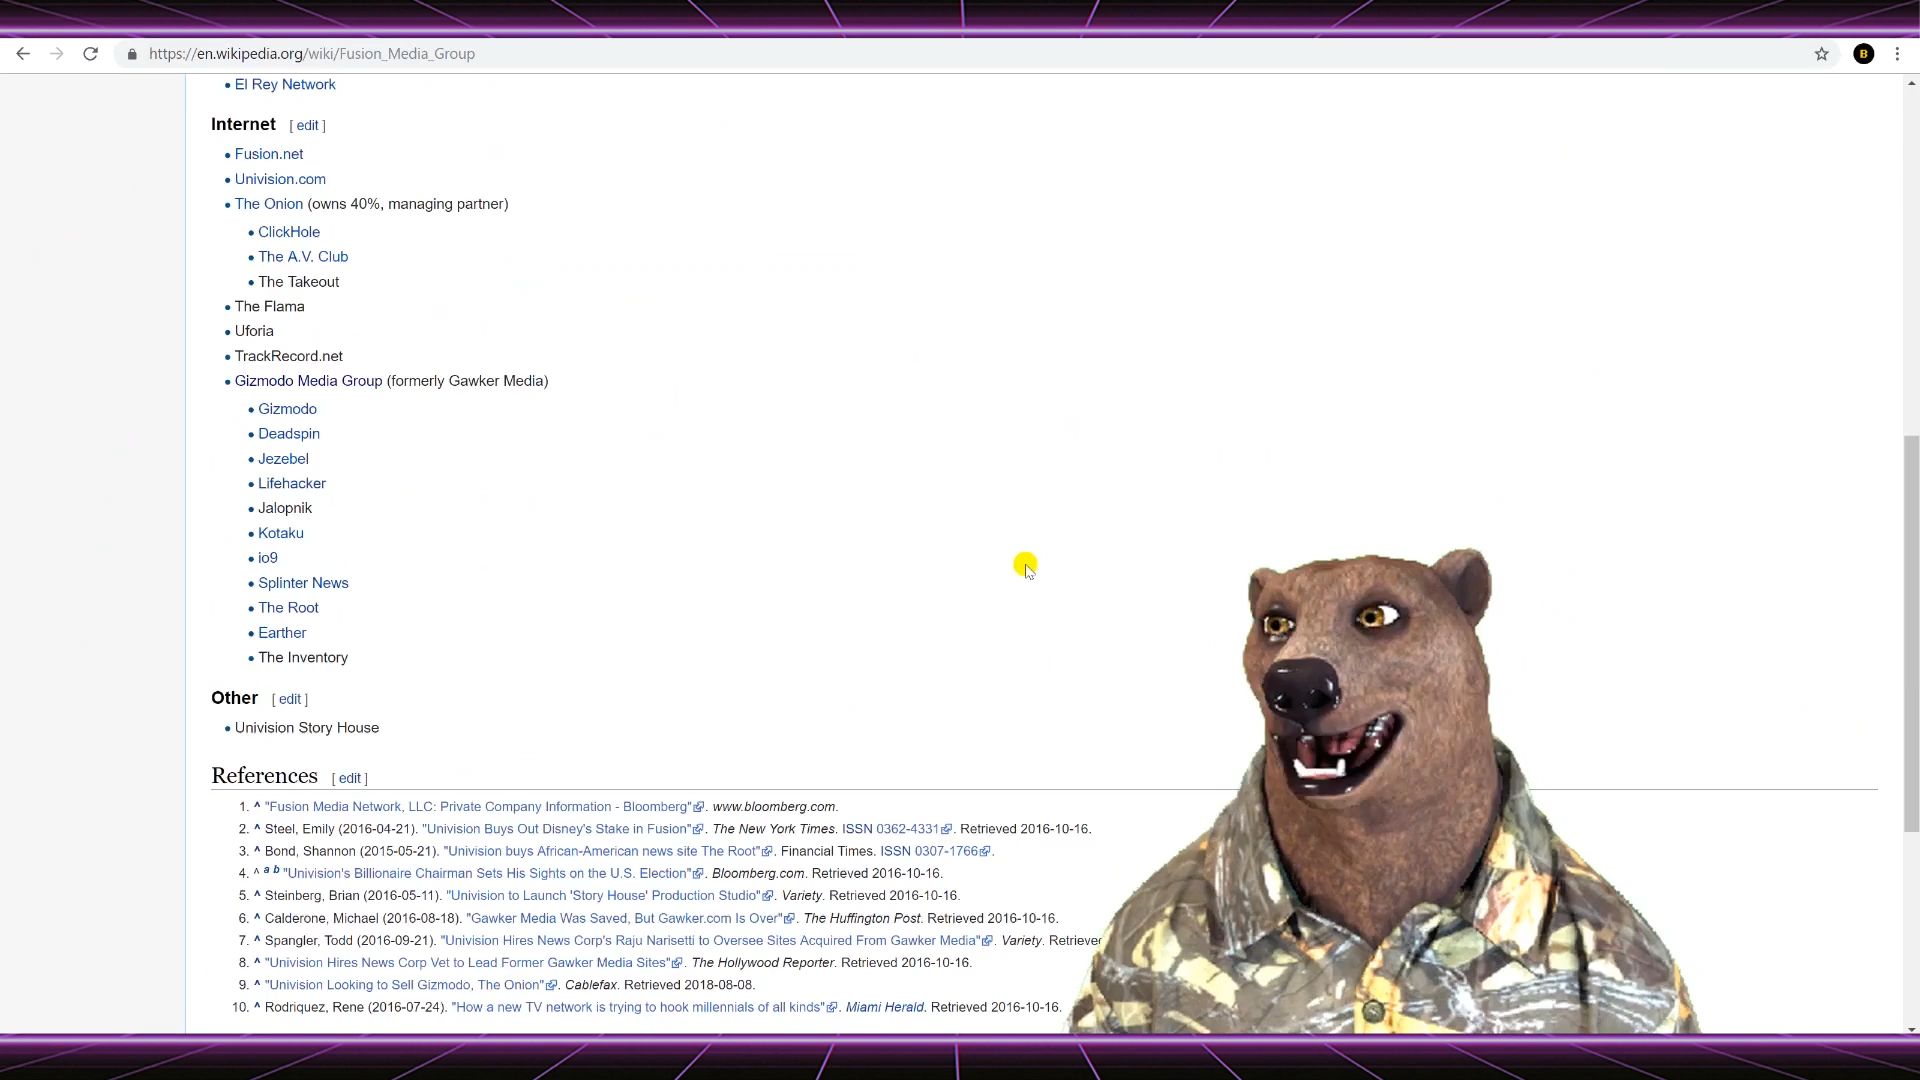 https://en.wikipedia.org/wiki/Fusion_Media_Group
B
• El Rey Network
Internet [ edit ]
• Fusion.net
• Univision.com
• The Onion (owns 40%, managing partner)
• ClickHole
• The A.V. Club
• The Takeout
• The Flama
• Uforia
• TrackRecord.net
• Gizmodo Media Group (formerly Gawker Media)
• Gizmodo
• Deadspin
• Jezebel
• Lifehacker
• Jalopnik
• Kotaku
• io9
• Splinter News
• The Root
• Earther
• The Inventory
Other [ edit ]
• Univision Story House
References [ edit ]
1. ^ "Fusion Media Network, LLC: Private Company Information - Bloomberg". www.bloomberg.com.
2. ^ Steel, Emily (2016-04-21). "Univision Buys Out Disney's Stake in Fusion". The New York Times. ISSN 0362-4331. Retrieved 2016-10-16.
3. ^ Bond, Shannon (2015-05-21). "Univision buys African-American news site The Root". Financial Times. ISSN 0307-1766.
4. ^ a b "Univision's Billionaire Chairman Sets His Sights on the U.S. Election". Bloomberg.com. Retrieved 2016-10-16.
5. ^ Steinberg, Brian (2016-05-11). "Univision to Launch 'Story House' Production Studio". Variety. Retrieved 2016-10-16.
6. ^ Calderone, Michael (2016-08-18). "Gawker Media Was Saved, But Gawker.com Is Over". The Huffington Post. Retrieved 2016-10-16.
7. ^ Spangler, Todd (2016-09-21). "Univision Hires News Corp's Raju Narisetti to Oversee Sites Acquired From Gawker Media". Variety. Retrieve
8. ^ "Univision Hires News Corp Vet to Lead Former Gawker Media Sites". The Hollywood Reporter. Retrieved 2016-10-16.
9. ^ "Univision Looking to Sell Gizmodo, The Onion". Cablefax. Retrieved 2018-08-08.
10. ^ Rodriquez, Rene (2016-07-24). "How a new TV network is trying to hook millennials of all kinds". Miami Herald. Retrieved 2016-10-16.